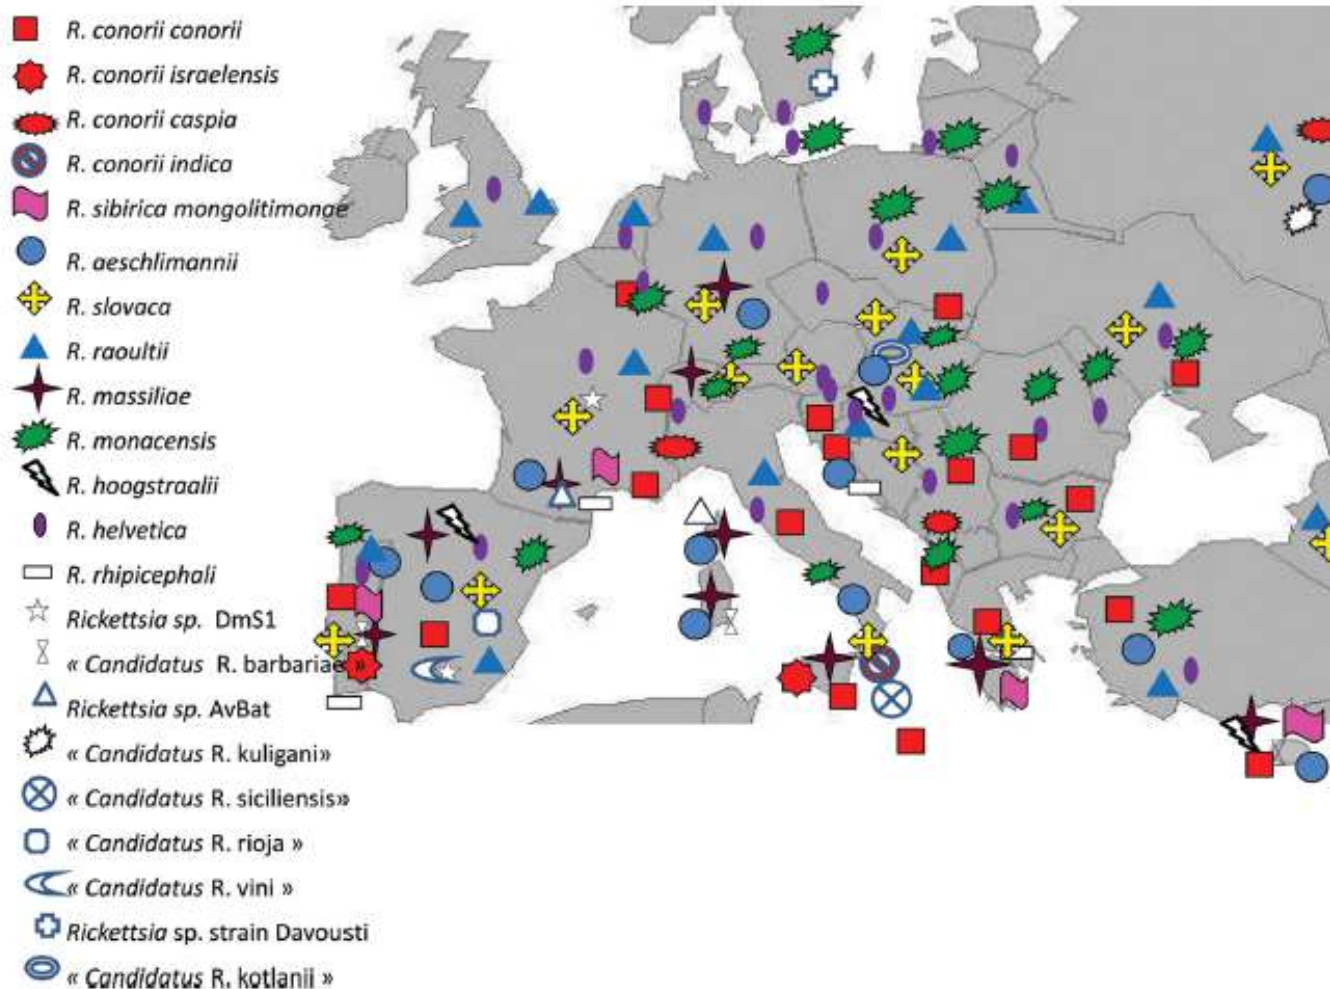 R. conorii conorii
R. conorii israelensis
R. conorii caspia
R. conorii indica
R. sibirica mongolitimonae
R. aeschlimannii
R. slovaca
R. raoultii
R. massiliae
R. monacensis
R. hoogstraalii
R. helvetica
R. rhipicephali
Rickettsia sp. DmS1
« Candidatus R. barbariae »
Rickettsia sp. AvBat
« Candidatus R. kuligani»
« Candidatus R. siciliensis»
« Candidatus R. rioja »
« Candidatus R. vini »
Rickettsia sp. strain Davousti
« Candidatus R. kotlanii »